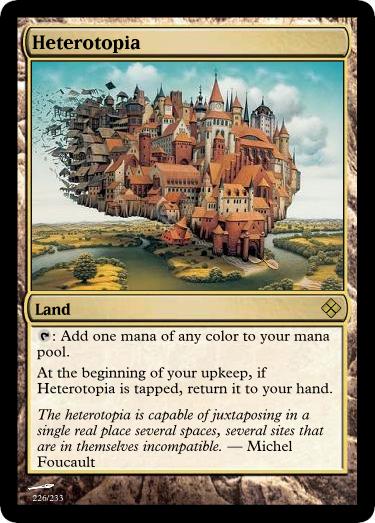 Heterotopia
Land
: Add one mana of any color to your mana
pool.
At the beginning of your upkeep, if
Heterotopia is tapped, return it to your hand.
The heterotopia is capable of juxtaposing in a
single real place several spaces, several sites that
are in themselves incompatible. — Michel
Foucault
226/233